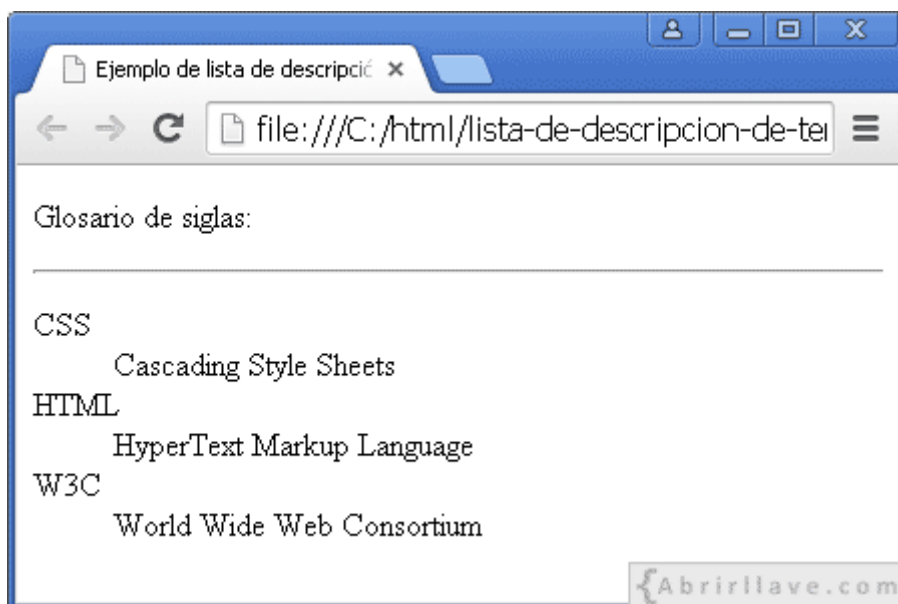 Ejemplo de lista de descripció
file:///C:/html/lista-de-descripcion-de-ter
Glosario de siglas:
CSS
Cascading Style Sheets
HTML
HyperText Markup Language
W3C
World Wide Web Consortium
{Abrirllave.com